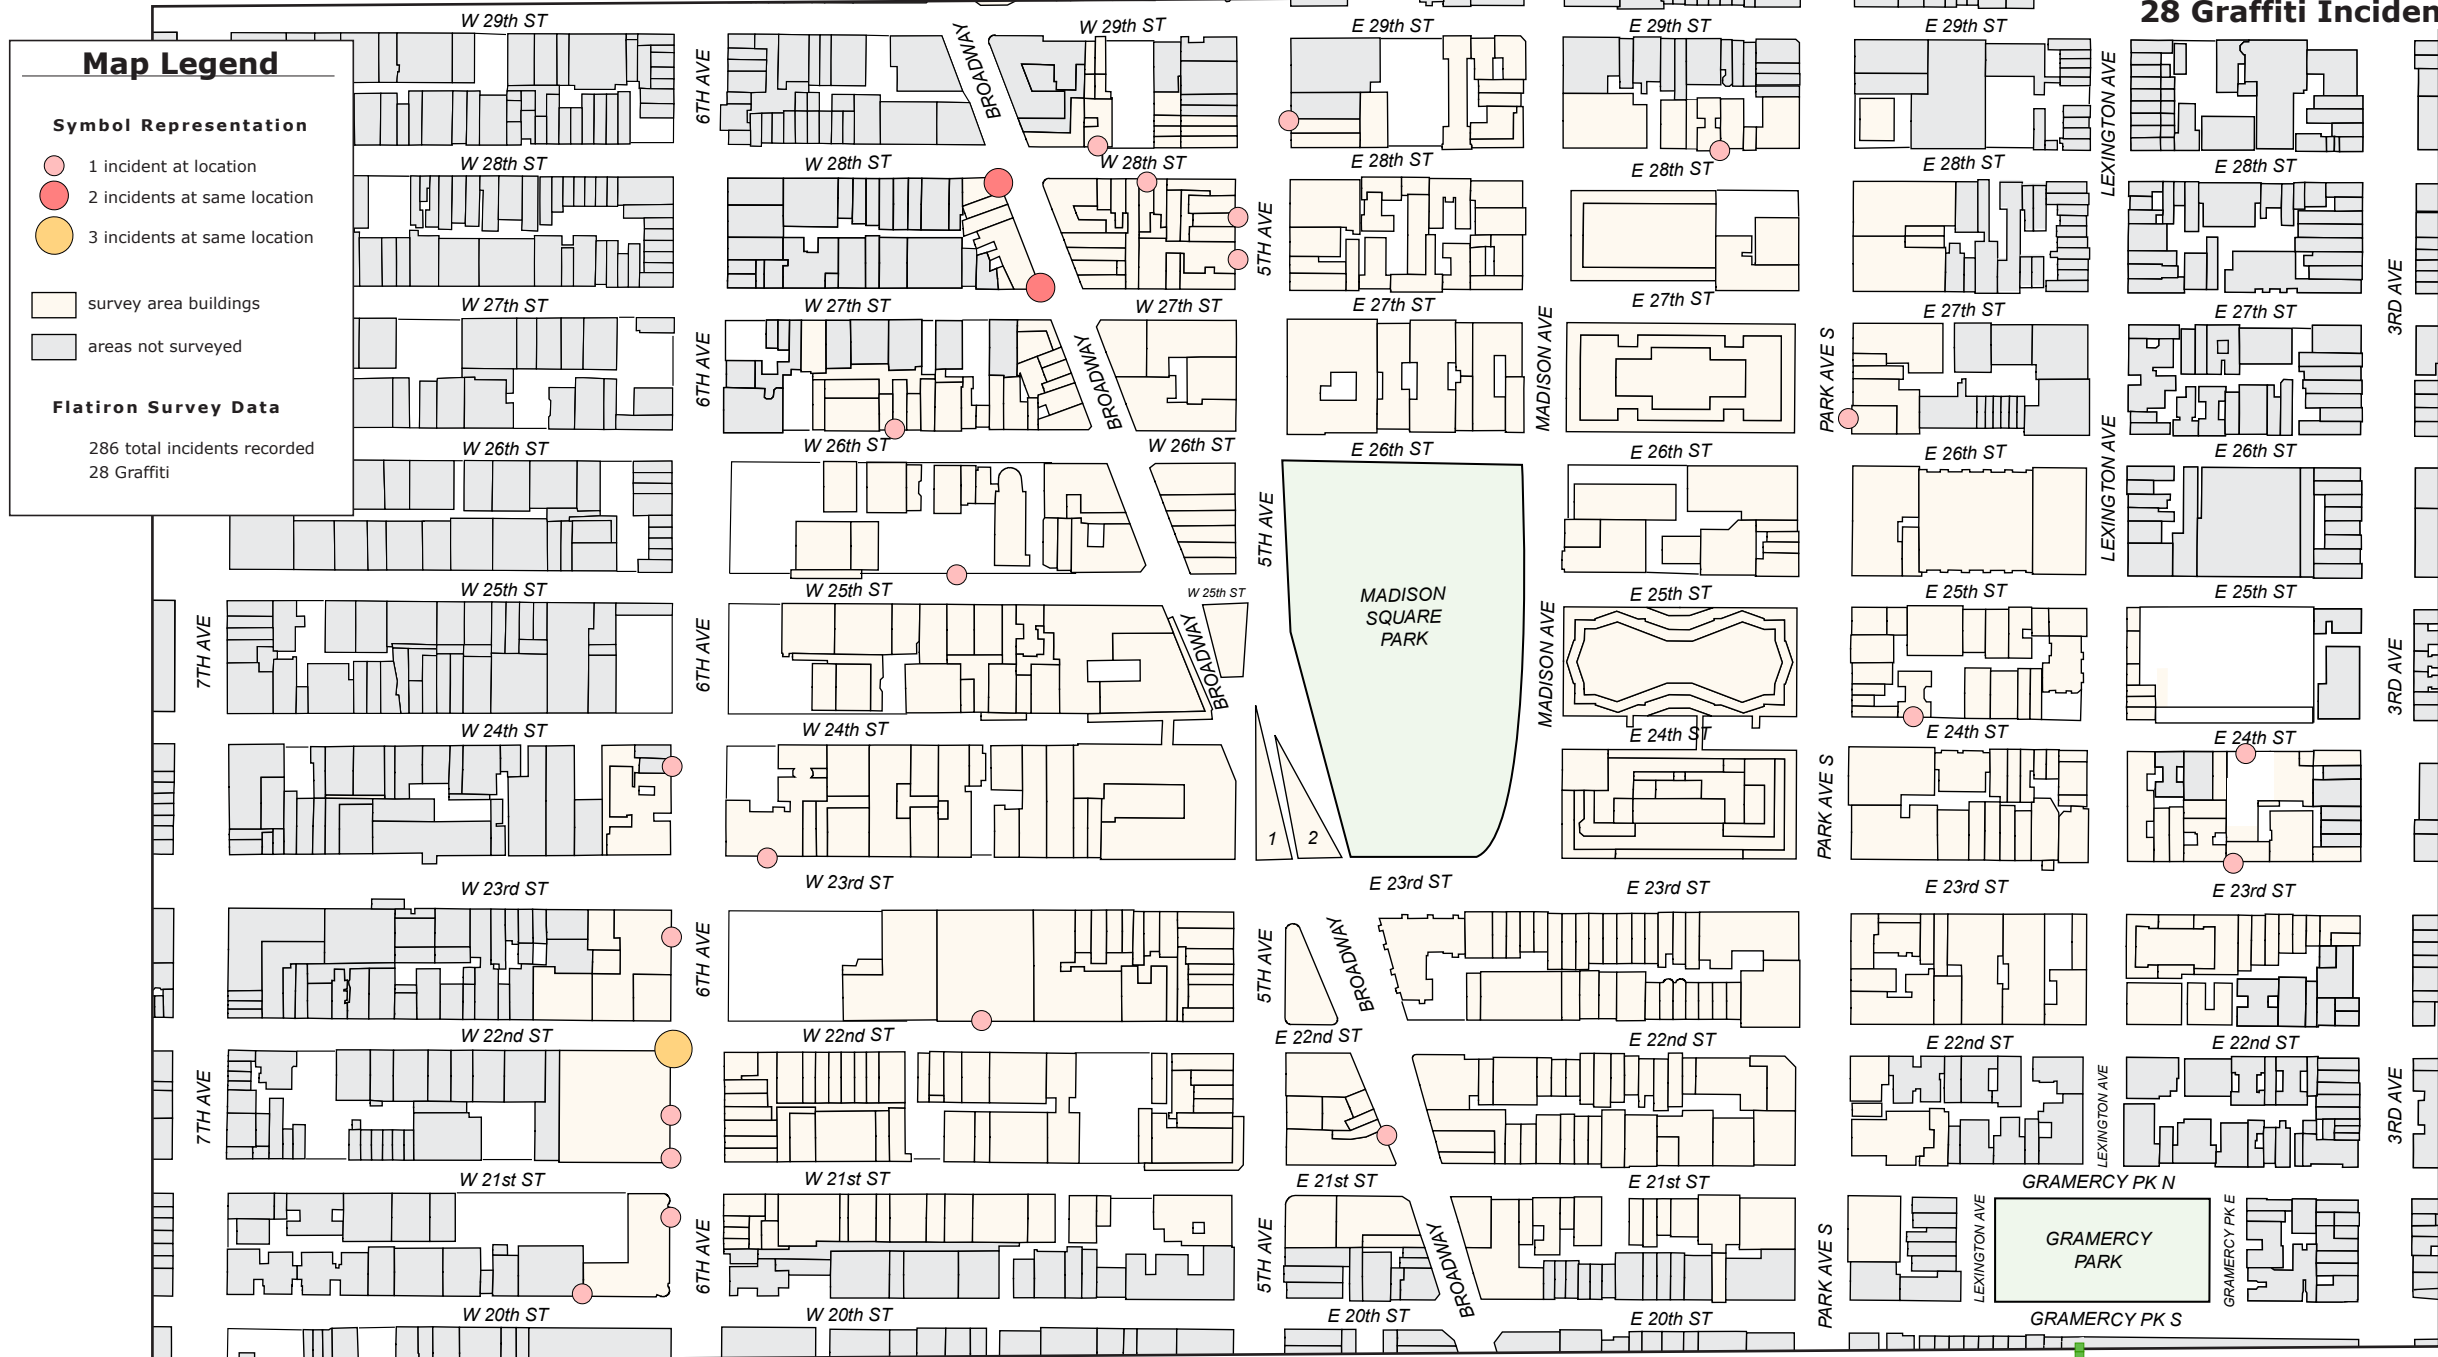 28 Graffiti Inciden
Map Legend
Symbol Representation
1 incident at location
2 incidents at same location
3 incidents at same location
survey area buildings
areas not surveyed
Flatiron Survey Data
286 total incidents recorded
28 Graffiti
W 29th ST
W 29th ST
E 29th ST
E 29th ST
E 29th ST
6TH AVE
BROADWAY
LEXINGTON AVE
W 28th ST
W 28th ST
W 28th ST
E 28th ST
E 28th ST
E 28th ST
E 28th ST
5TH AVE
3RD AVE
W 27th ST
W 27th ST
W 27th ST
E 27th ST
E 27th ST
E 27th ST
E 27th ST
6TH AVE
BROADWAY
MADISON AVE
PARK AVE S
LEXINGTON AVE
W 26th ST
W 26th ST
W 26th ST
E 26th ST
E 26th ST
E 26th ST
E 26th ST
5TH AVE
W 25th ST
W 25th ST
W 25th ST
E 25th ST
E 25th ST
E 25th ST
MADISON
SQUARE
PARK
7TH AVE
6TH AVE
BROADWAY
MADISON AVE
3RD AVE
W 24th ST
W 24th ST
E 24th ST
E 24th ST
E 24th ST
1
2
PARK AVE S
W 23rd ST
W 23rd ST
E 23rd ST
E 23rd ST
E 23rd ST
E 23rd ST
6TH AVE
5TH AVE
BROADWAY
W 22nd ST
W 22nd ST
E 22nd ST
E 22nd ST
E 22nd ST
E 22nd ST
7TH AVE
LEXINGTON AVE
3RD AVE
W 21st ST
W 21st ST
E 21st ST
E 21st ST
GRAMERCY PK N
6TH AVE
5TH AVE
BROADWAY
PARK AVE S
LEXINGTON AVE
GRAMERCY
PARK
GRAMERCY PK E
W 20th ST
W 20th ST
E 20th ST
E 20th ST
GRAMERCY PK S